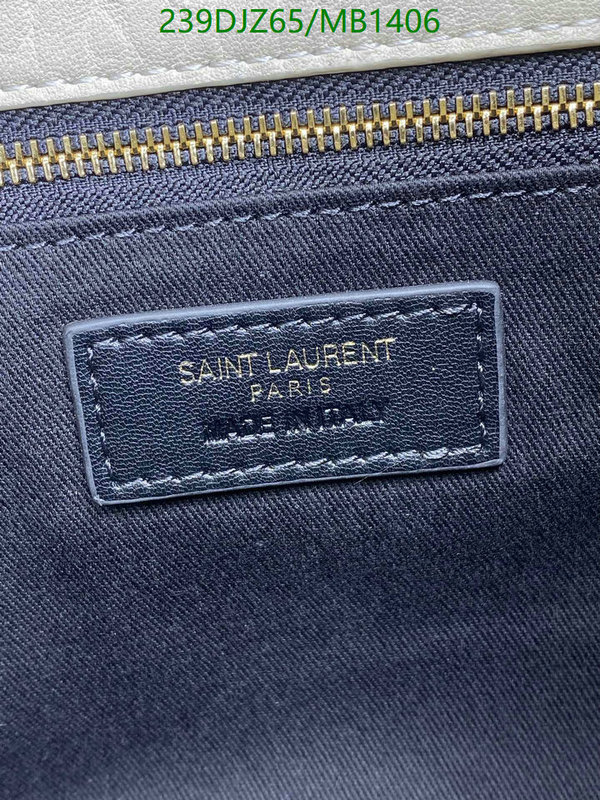 239DJZ65/MB1406
SAINT LAURENT
PARIS
MADE IN ITALY